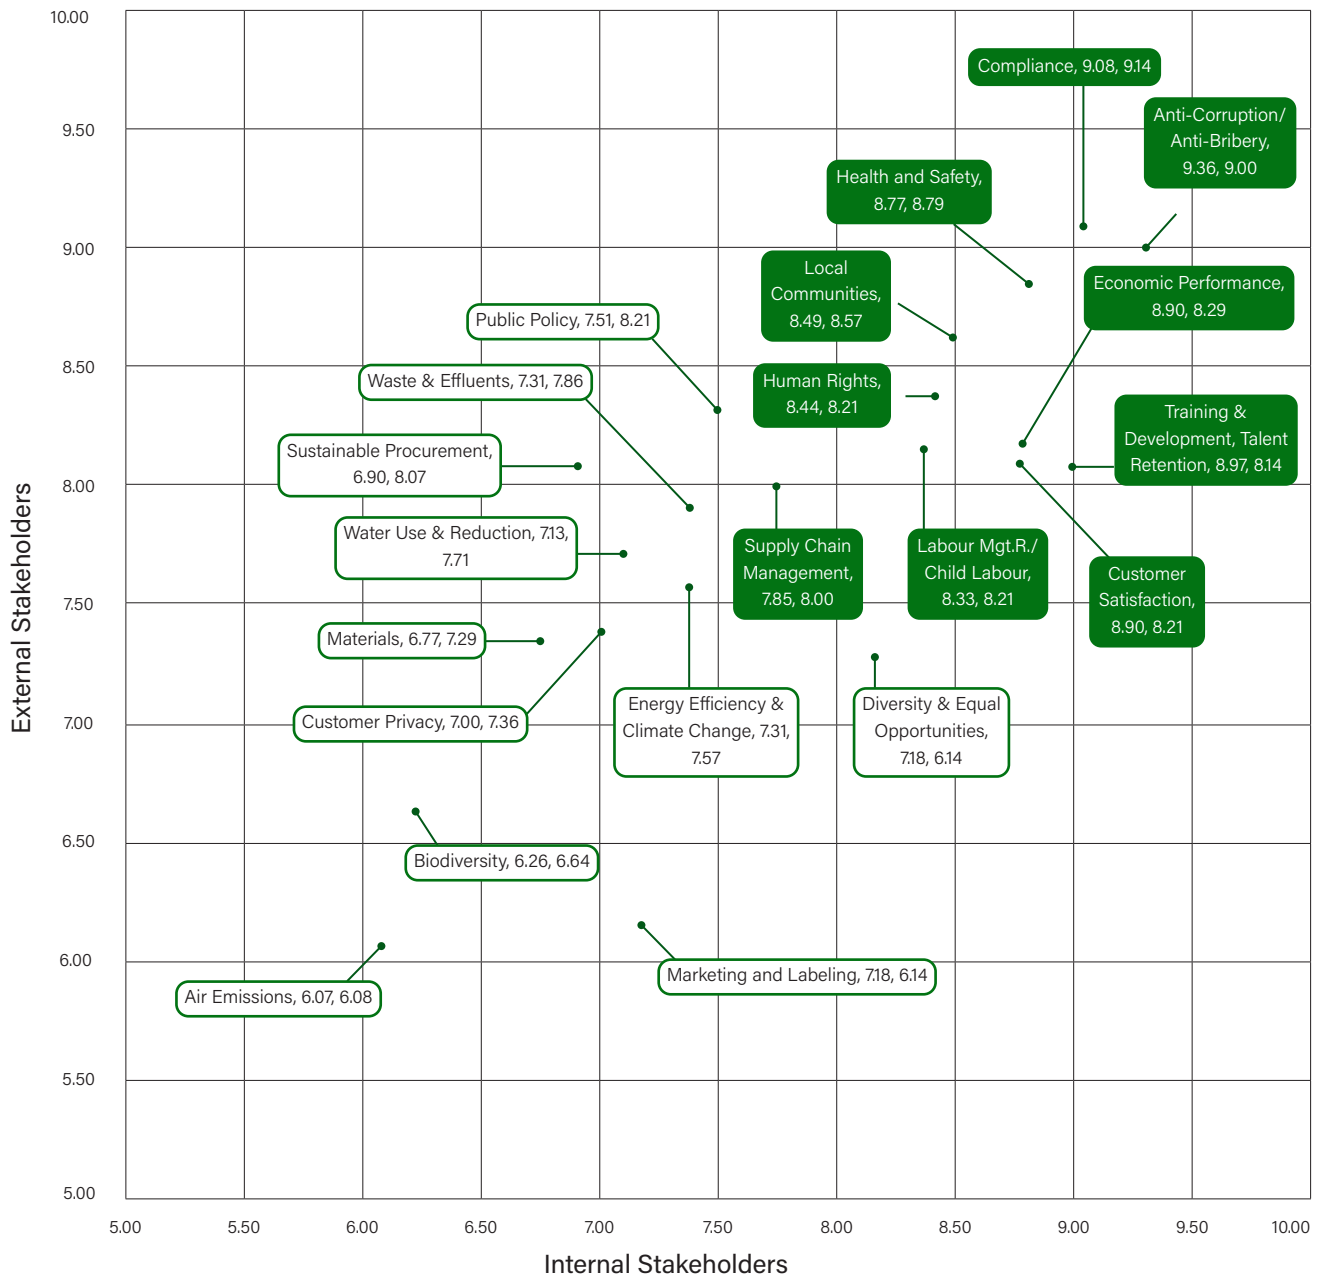 10.00
Compliance, 9.08, 9.14
Anti-Corruption/
Anti-Bribery,
9.36, 9.00
9.50
Health and Safety,
8.77, 8.79
9.00
Local
Communities,
8.49, 8.57
Economic Performance,
8.90, 8.29
Public Policy, 7.51, 8.21
8.50
Waste & Effluents, 7.31, 7.86
Human Rights,
8.44, 8.21
Training &
Development, Talent
Retention, 8.97, 8.14
Sustainable Procurement,
6.90, 8.07
8.00
Water Use & Reduction, 7.13,
7.71
Supply Chain
Management,
7.85, 8.00
Labour Mgt.R./
Child Labour,
8.33, 8.21
Customer
Satisfaction,
8.90, 8.21
7.50
External Stakeholders
Materials, 6.77, 7.29
Customer Privacy, 7.00, 7.36
7.00
Energy Efficiency &
Climate Change, 7.31,
7.57
Diversity & Equal
Opportunities,
7.18, 6.14
6.50
Biodiversity, 6.26, 6.64
6.00
Marketing and Labeling, 7.18, 6.14
Air Emissions, 6.07, 6.08
5.50
5.00
5.00
5.50
6.00
6.50
7.00
7.50
8.00
8.50
9.00
9.50
10.00
Internal Stakeholders